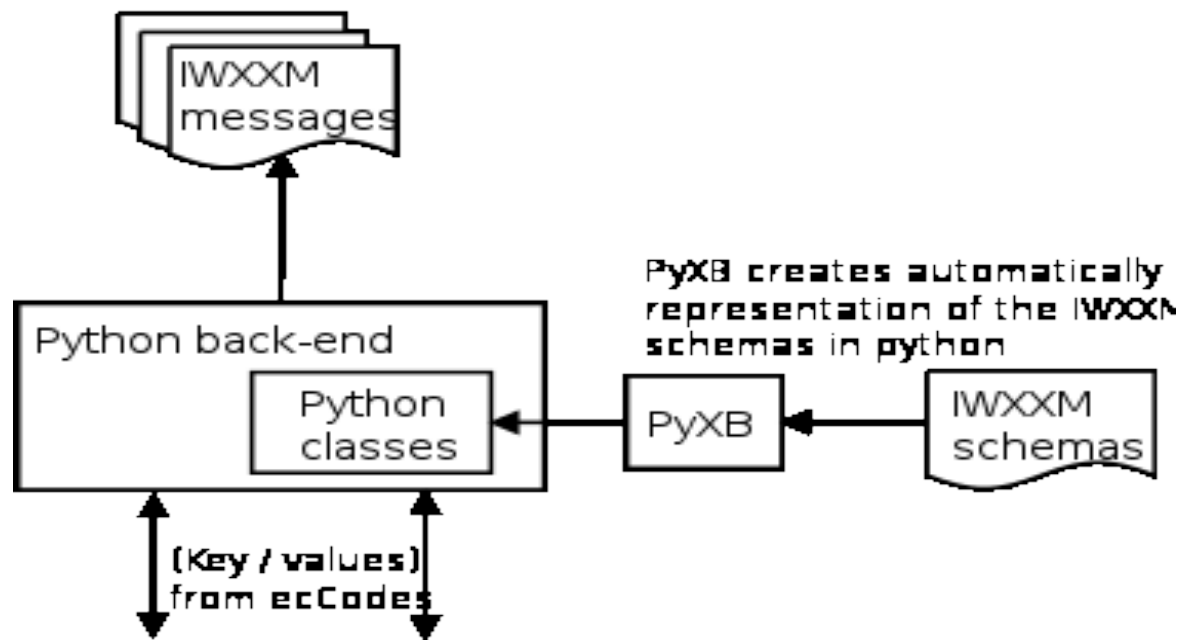 IWXXM
messages
PyXB creates automatically
representation of the IWXXM
schemas in python
Python back-end
Python
classes
PyXB
IWXXM
schemas
(Key / values)
from ecCodes